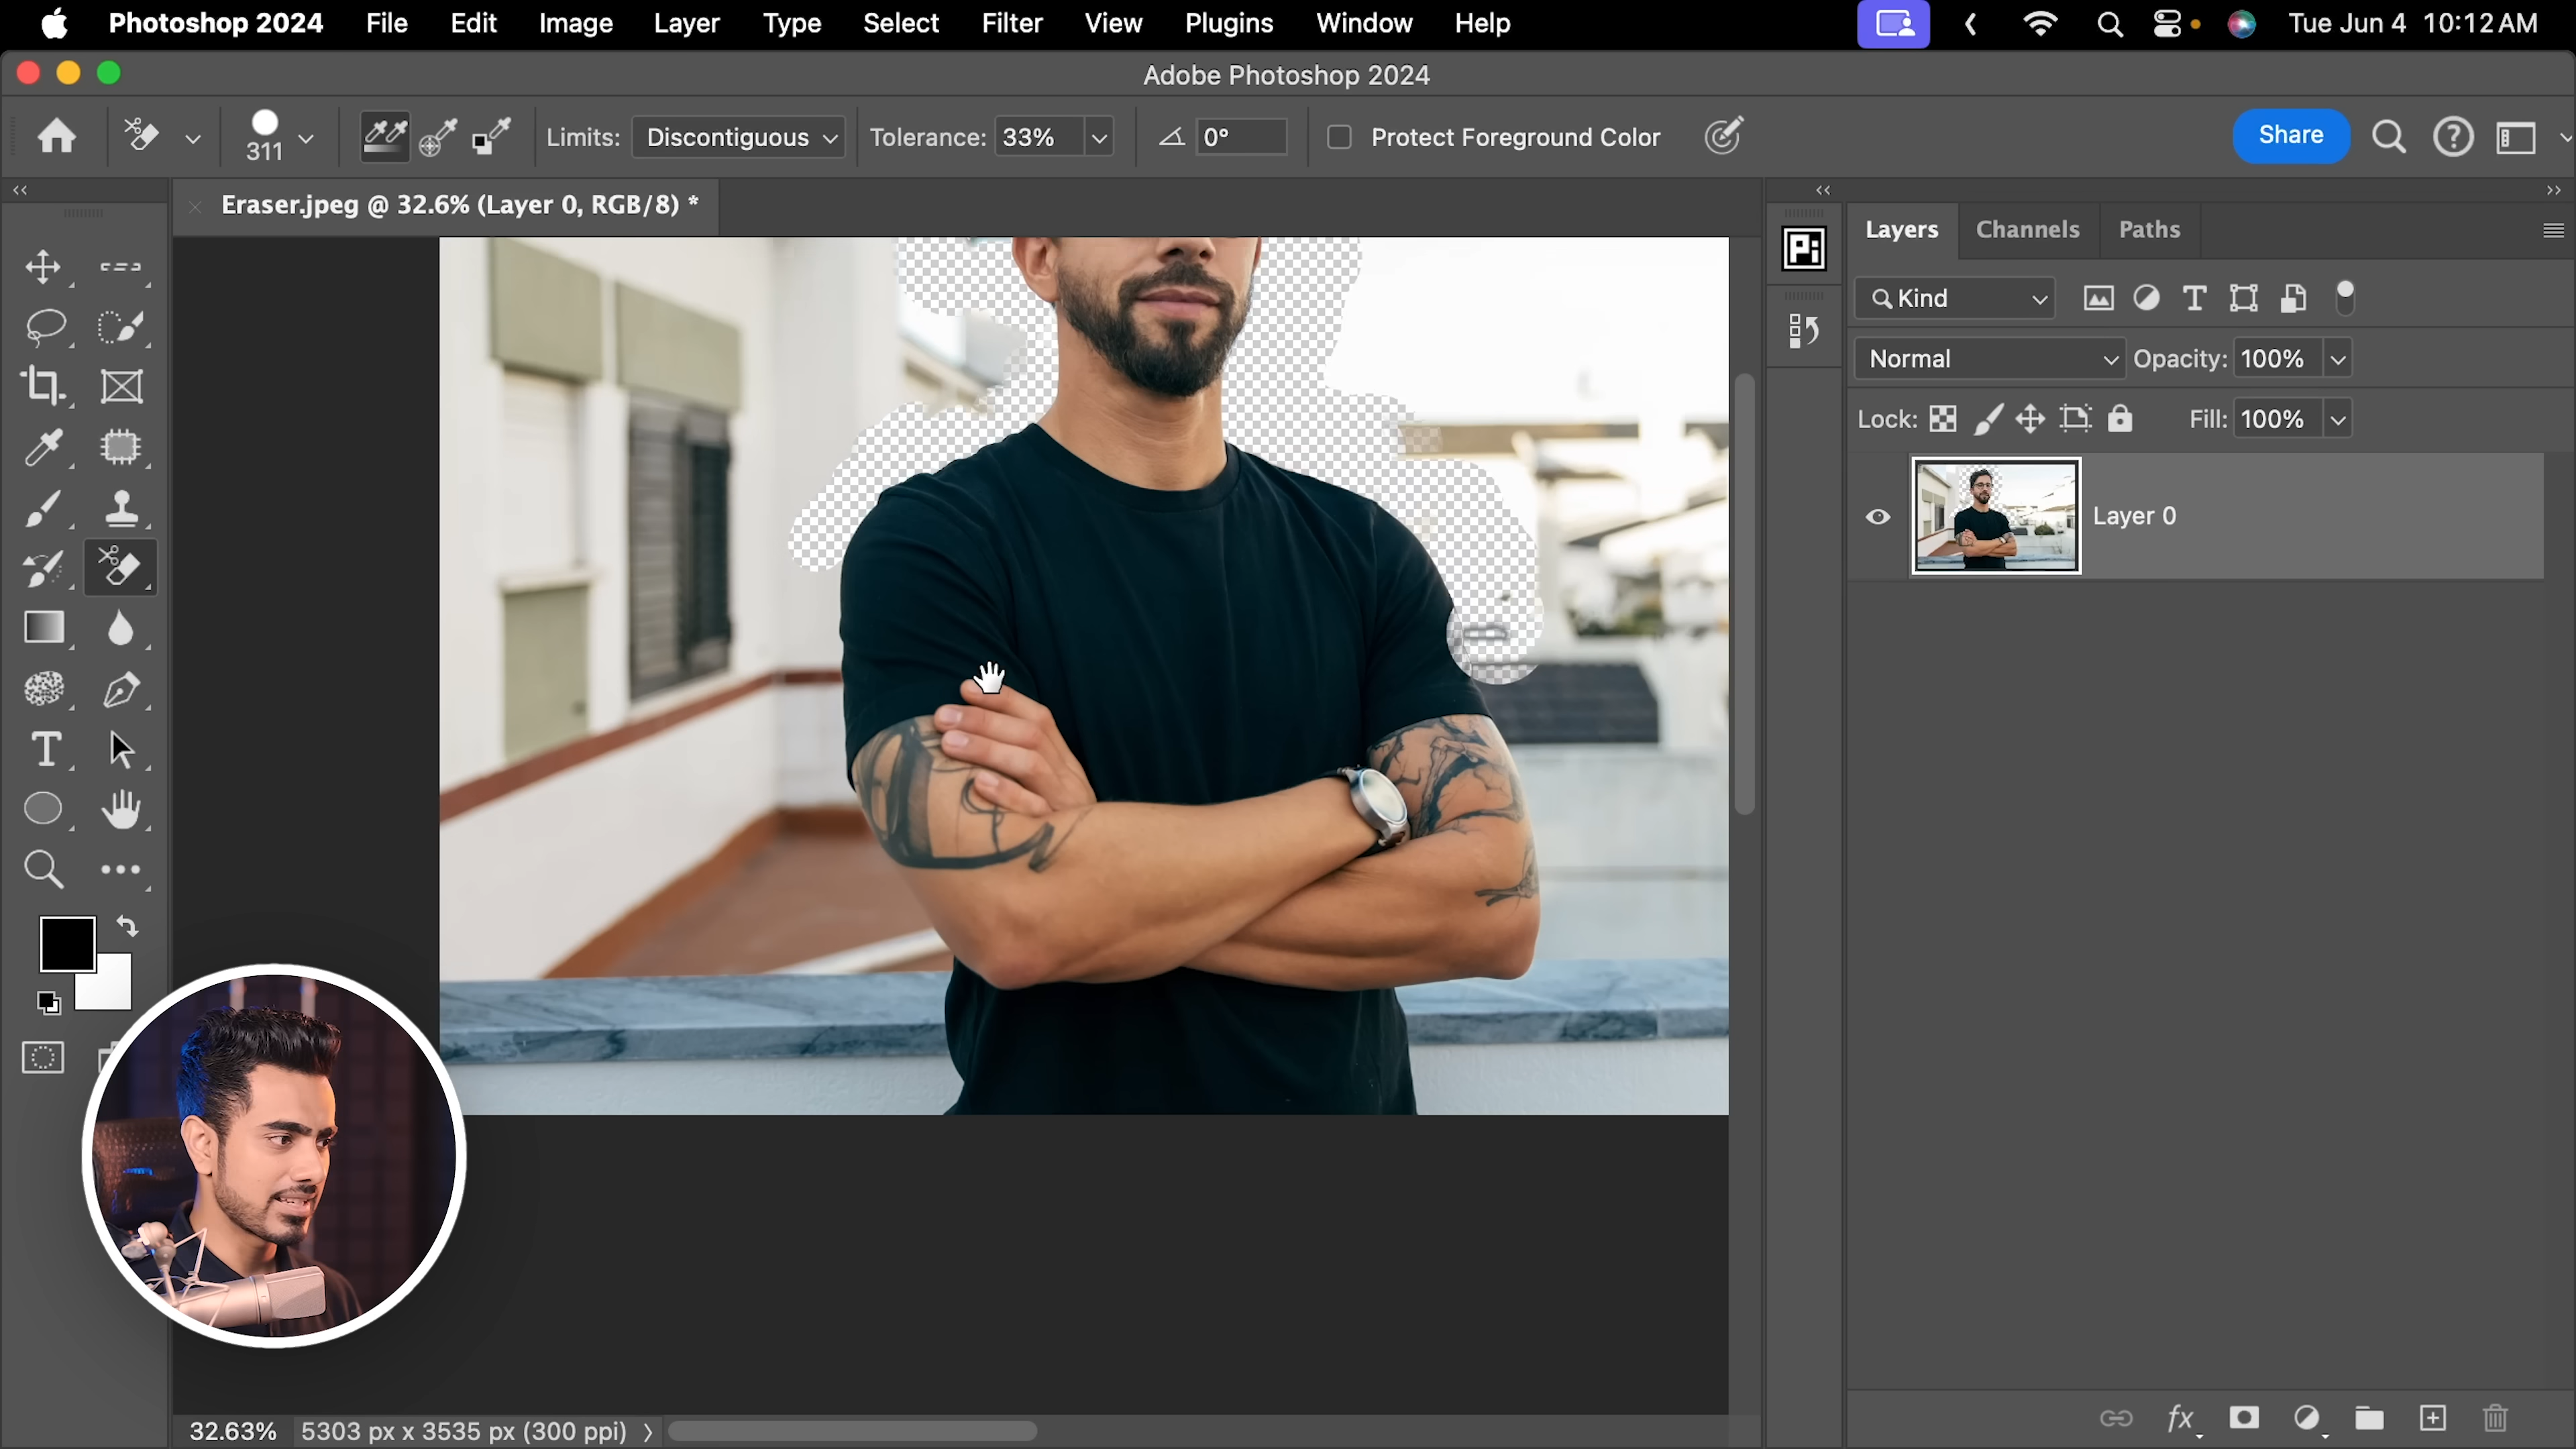 Photoshop 2024 File Edit Image Layer Type Select Filter View Plugins Window Help Tue Jun 4 10:12 AM
Adobe Photoshop 2024
311 Limits: Discontiguous Tolerance: 33% 0° Protect Foreground Color Share
Eraser.jpeg @ 32.6% (Layer 0, RGB/8) *
Layers Channels Paths
Kind
Normal Opacity: 100%
Lock: Fill: 100%
Layer 0
32.63% 5303 px x 3535 px (300 ppi)